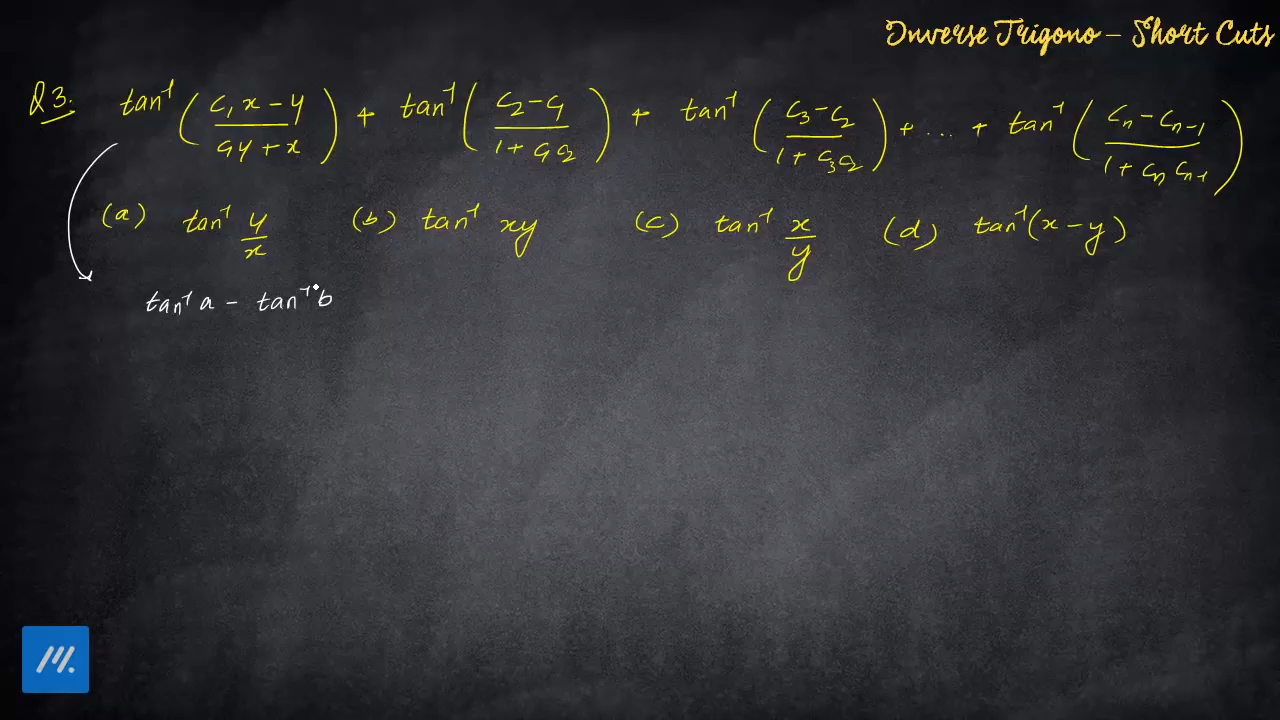 Inverse Trigono – Short Cuts
Q3. tan⁻¹((c₁x − y)/(c₁y + x)) + tan⁻¹((c₂ − c₁)/(1 + c₁c₂)) + tan⁻¹((c₃ − c₂)/(1 + c₃c₂)) + ... + tan⁻¹((cₙ − cₙ₋₁)/(1 + cₙ cₙ₋₁))
(a) tan⁻¹ y/x (b) tan⁻¹ xy (c) tan⁻¹ x/y (d) tan⁻¹(x − y)
tan⁻¹ a − tan⁻¹ b
M.